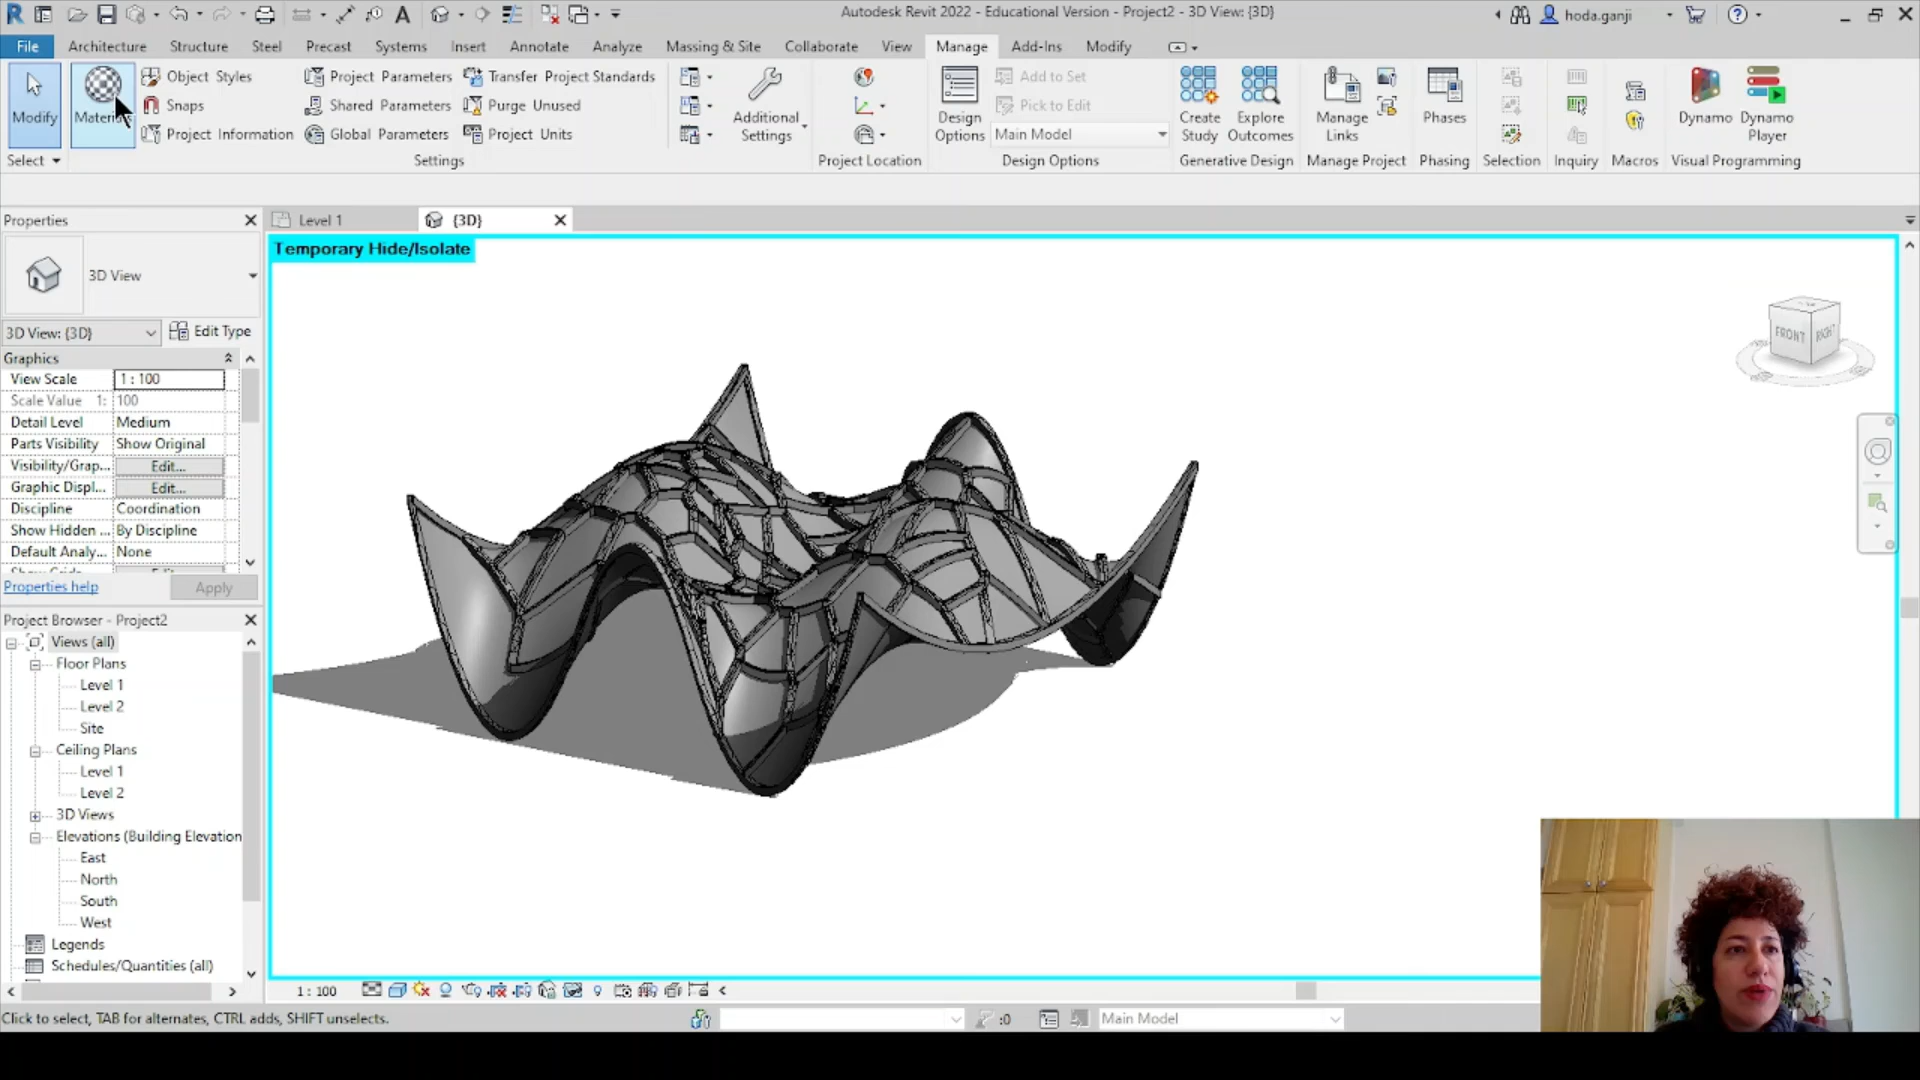 Autodesk Revit 2022 - Educational Version - Project2 - 3D View: {3D}
hoda.ganji
File Architecture Structure Steel Precast Systems Insert Annotate Analyze Massing & Site Collaborate View Manage Add-Ins Modify
Modify
Select
Object Styles
Snaps
Project Information
Project Parameters
Shared Parameters
Global Parameters
Transfer Project Standards
Purge Unused
Project Units
Settings
Additional
Settings
Project Location
Design
Options
Add to Set
Pick to Edit
Main Model
Design Options
Create
Study
Explore
Outcomes
Generative Design
Manage
Links
Manage Project
Phases
Phasing
Selection
Inquiry
Macros
Dynamo
Dynamo
Player
Visual Programming
Properties
Level 1
{3D}
3D View
3D View: {3D}
Edit Type
Graphics
View Scale 1 : 100
Scale Value 1: 100
Detail Level Medium
Parts Visibility Show Original
Visibility/Grap... Edit...
Graphic Displ... Edit...
Discipline Coordination
Show Hidden ... By Discipline
Default Analy... None
Properties help
Apply
Project Browser - Project2
Views (all)
Floor Plans
Level 1
Level 2
Site
Ceiling Plans
Level 1
Level 2
3D Views
Elevations (Building Elevation
East
North
South
West
Legends
Schedules/Quantities (all)
Temporary Hide/Isolate
FRONT
RIGHT
1 : 100
Click to select, TAB for alternates, CTRL adds, SHIFT unselects.
:0
Main Model